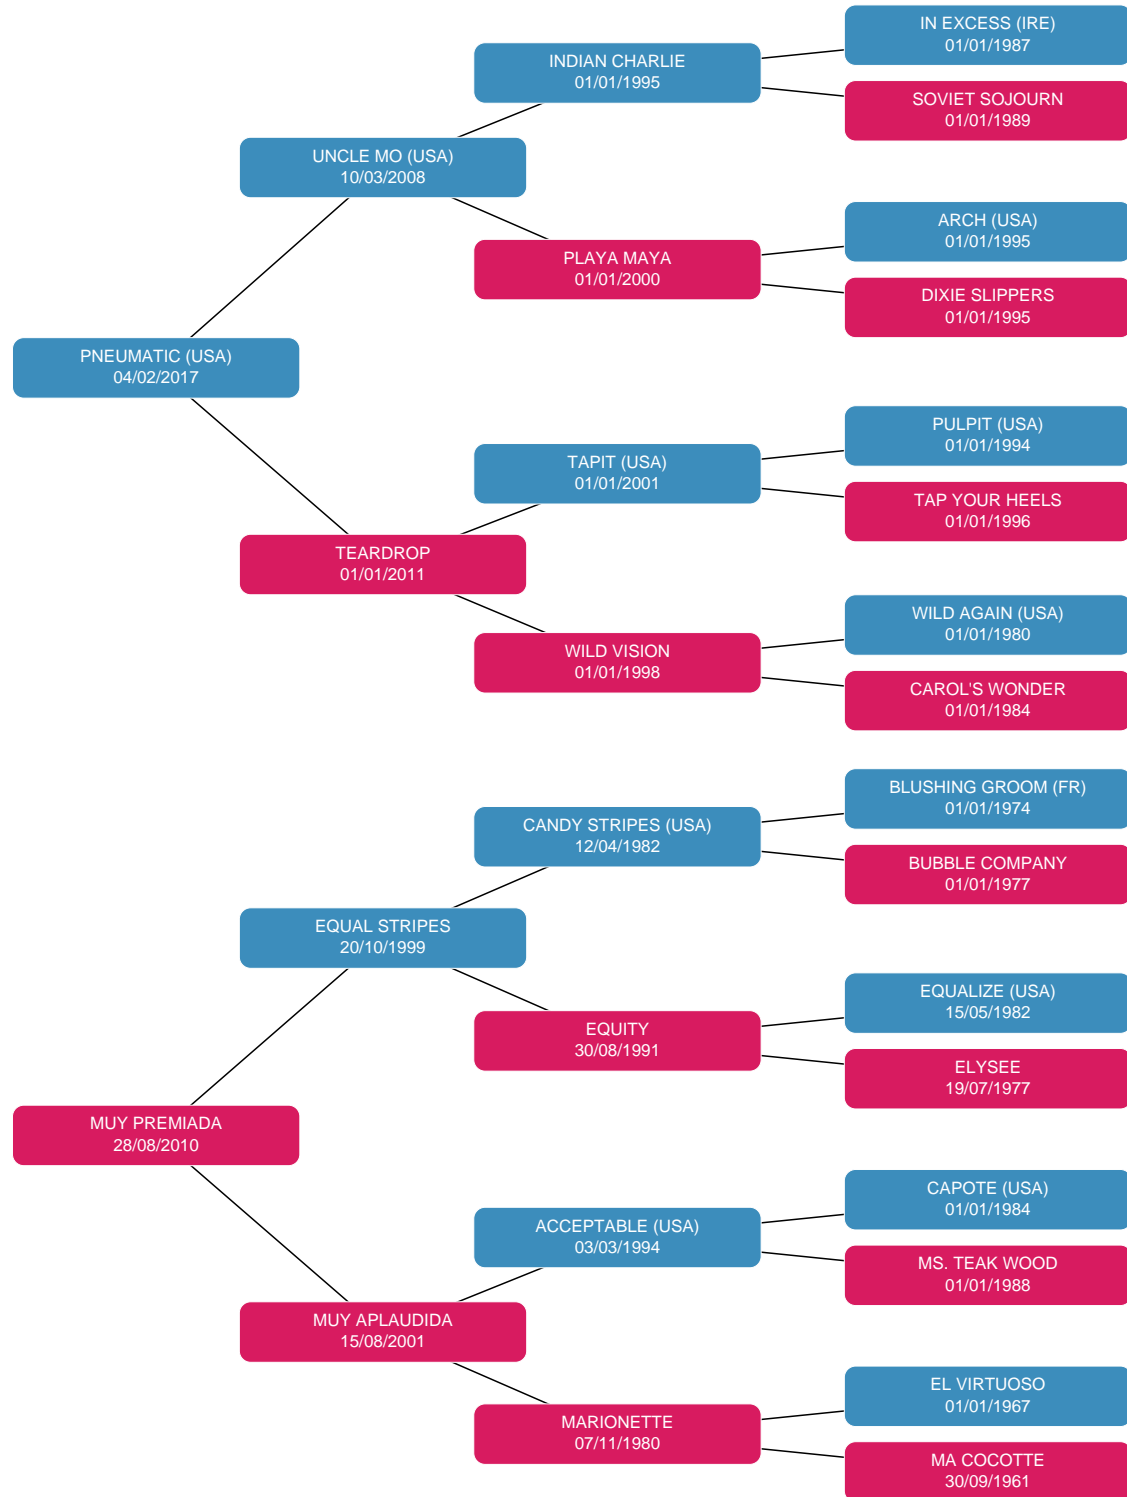 IN EXCESS (IRE)
01/01/1987
INDIAN CHARLIE
01/01/1995
SOVIET SOJOURN
01/01/1989
UNCLE MO (USA)
10/03/2008
ARCH (USA)
01/01/1995
PLAYA MAYA
01/01/2000
DIXIE SLIPPERS
01/01/1995
PNEUMATIC (USA)
04/02/2017
PULPIT (USA)
01/01/1994
TAPIT (USA)
01/01/2001
TAP YOUR HEELS
01/01/1996
TEARDROP
01/01/2011
WILD AGAIN (USA)
01/01/1980
WILD VISION
01/01/1998
CAROL'S WONDER
01/01/1984
BLUSHING GROOM (FR)
01/01/1974
CANDY STRIPES (USA)
12/04/1982
BUBBLE COMPANY
01/01/1977
EQUAL STRIPES
20/10/1999
EQUALIZE (USA)
15/05/1982
EQUITY
30/08/1991
ELYSEE
19/07/1977
MUY PREMIADA
28/08/2010
CAPOTE (USA)
01/01/1984
ACCEPTABLE (USA)
03/03/1994
MS. TEAK WOOD
01/01/1988
MUY APLAUDIDA
15/08/2001
EL VIRTUOSO
01/01/1967
MARIONETTE
07/11/1980
MA COCOTTE
30/09/1961